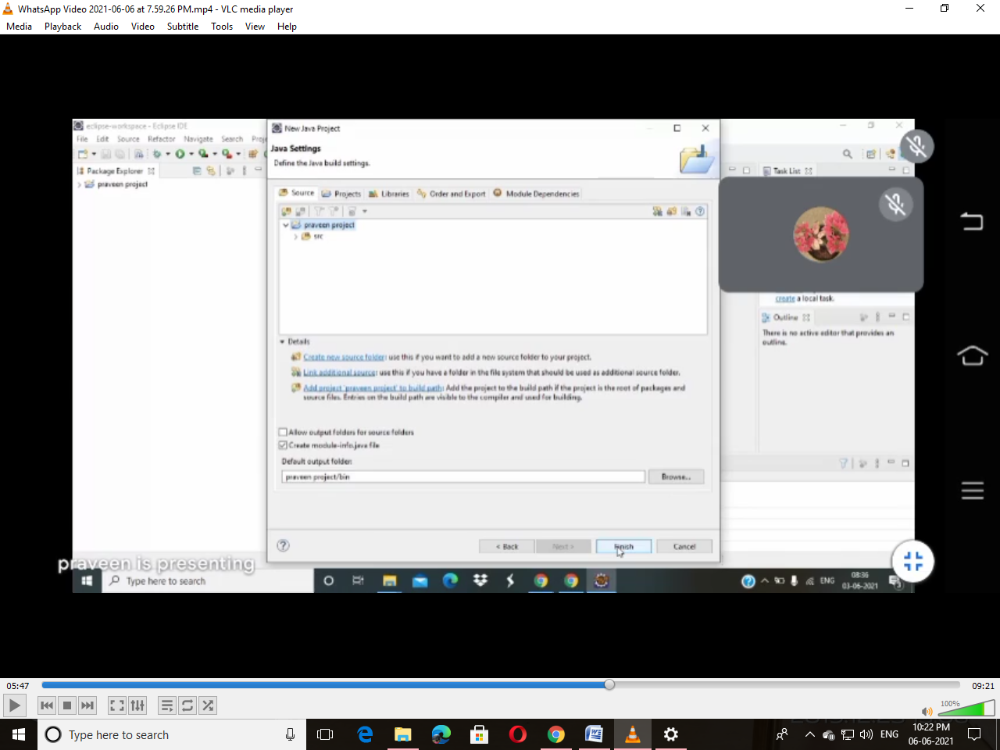 WhatsApp Video 2021-06-06 at 7.59.26 PM.mp4 - VLC media player
Media Playback Audio Video Subtitle Tools View Help
eclipse-workspace - Eclipse IDE
File Edit Source Refactor Navigate Search Proj
New Java Project
Java Settings
Define the Java build settings.
Package Explorer
praveen project
Task List
Source Projects Libraries Order and Export Module Dependencies
praveen project
src
create a local task.
Outline
There is no active editor that provides an
outline.
Details
Create new source folder: use this if you want to add a new source folder to your project.
Link additional source: use this if you have a folder in the file system that should be used as additional source folder.
Add project 'praveen project' to build path: Add the project to the build path if the project is the root of packages and
source files. Entries on the build path are visible to the compiler and used for building.
Allow output folders for source folders
Create module-info.java file
Default output folder:
praveen project/bin
Browse...
< Back Next > Finish Cancel
praveen is presenting
Type here to search
ENG
08:36
03-06-2021
05:47
09:21
100%
Type here to search
ENG
10:22 PM
06-06-2021